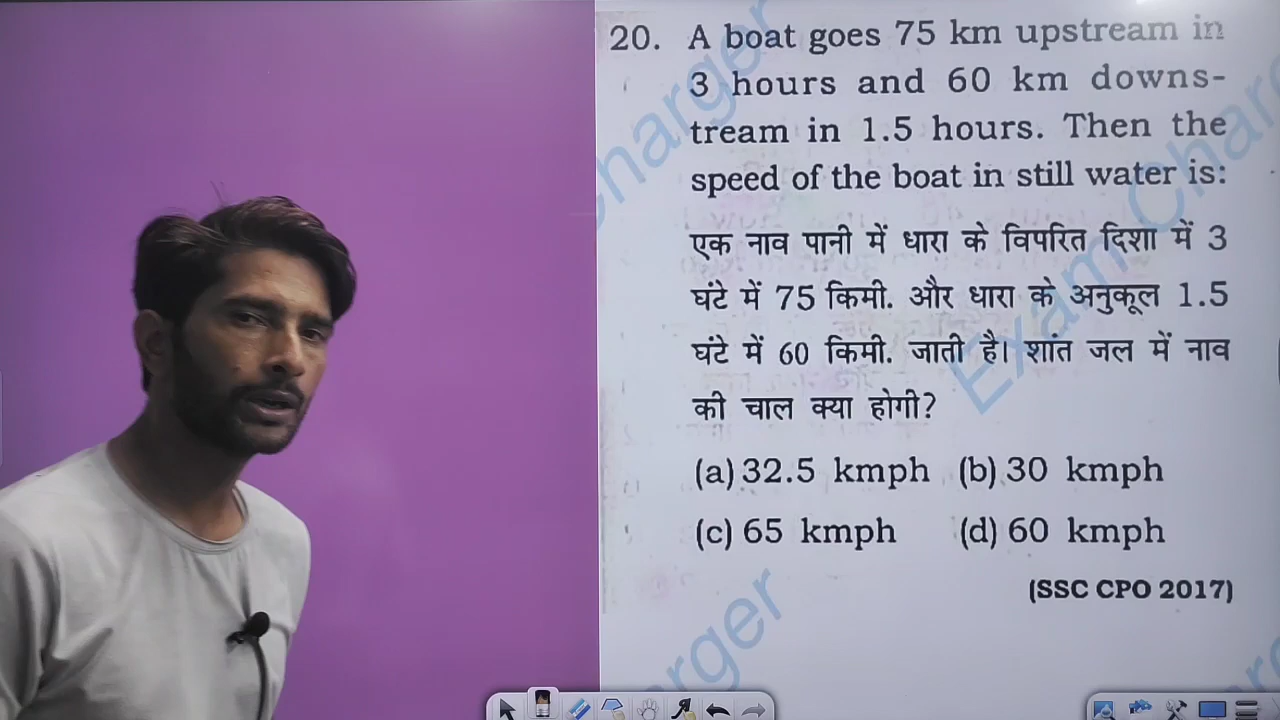 20. A boat goes 75 km upstream in
3 hours and 60 km downs-
tream in 1.5 hours. Then the
speed of the boat in still water is:
एक नाव पानी में धारा के विपरित दिशा में 3
घंटे में 75 किमी. और धारा के अनुकूल 1.5
घंटे में 60 किमी. जाती है। शांत जल में नाव
की चाल क्या होगी?
(a) 32.5 kmph (b) 30 kmph
(c) 65 kmph (d) 60 kmph
(SSC CPO 2017)
Exam Charger